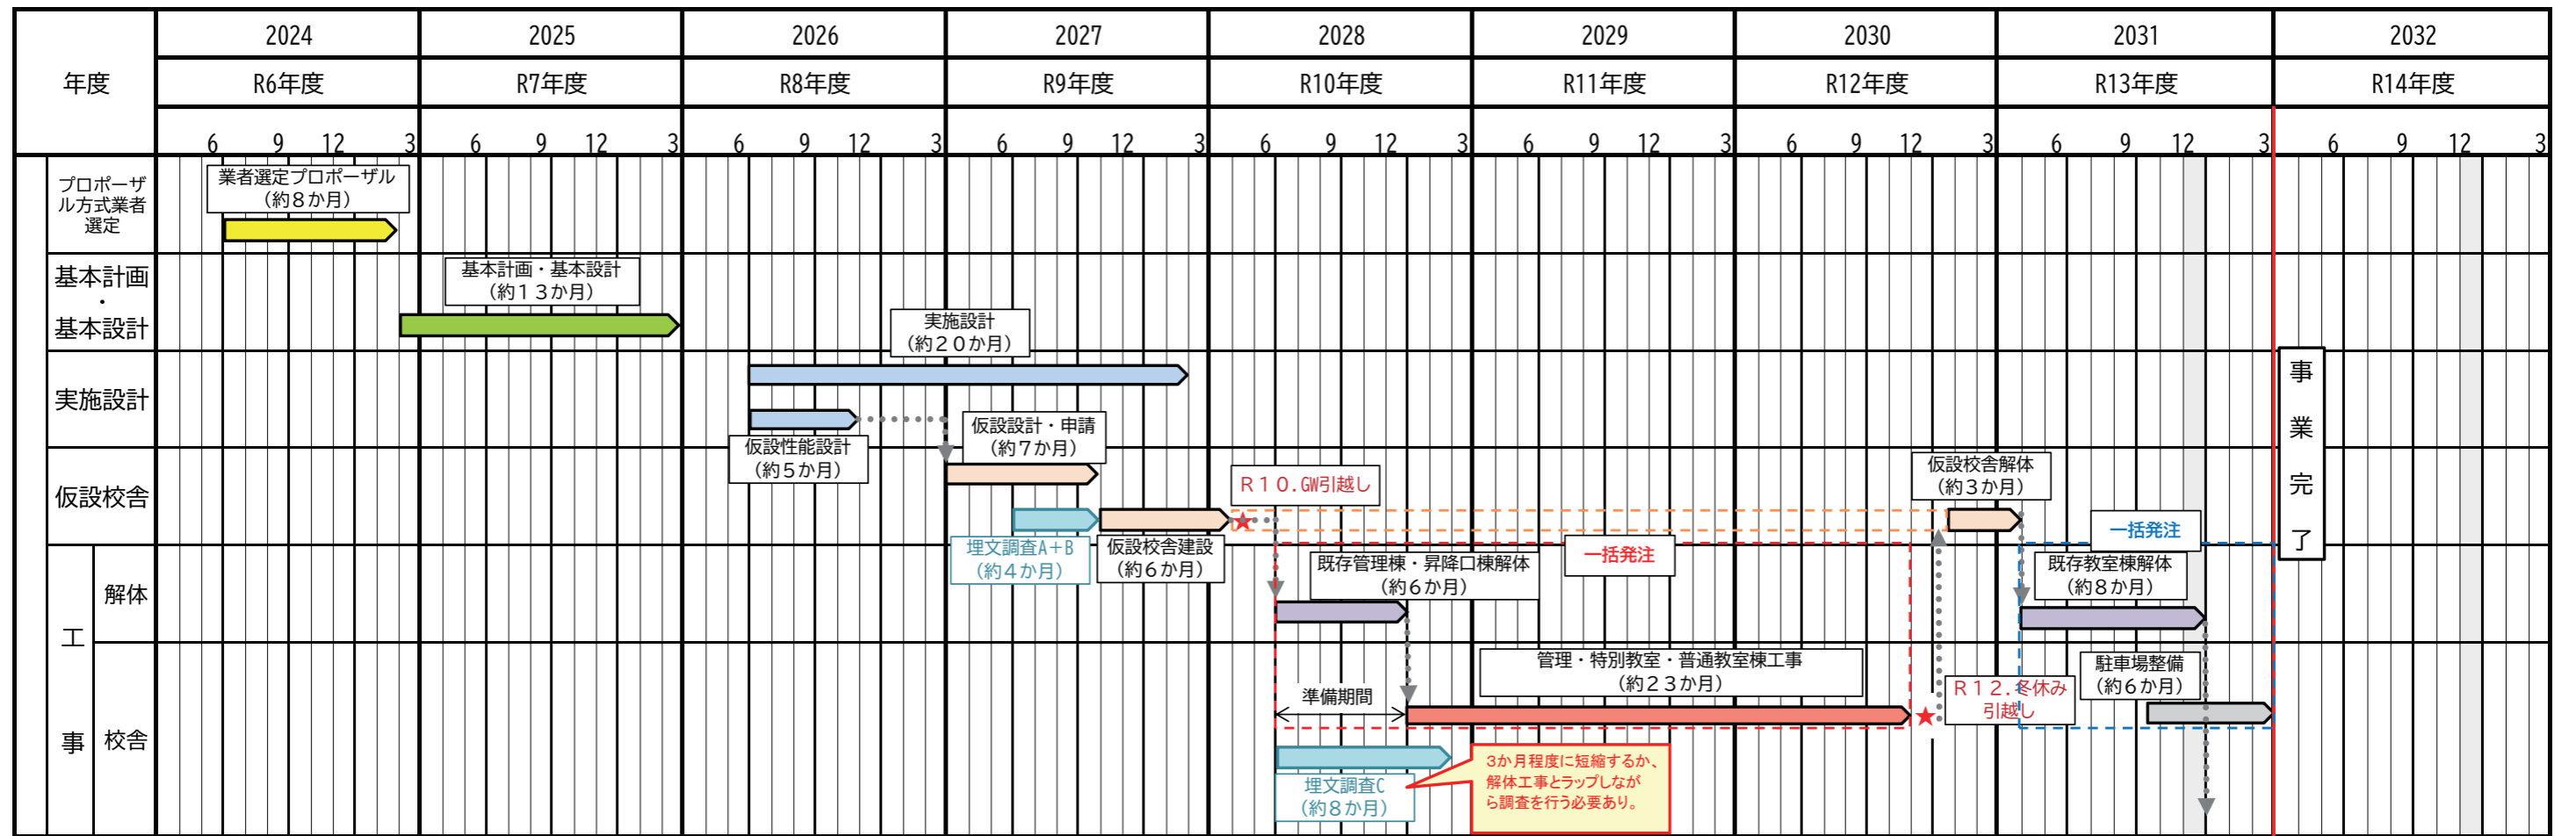 年度
2024 2025 2026 2027 2028 2029 2030 2031 2032
R6年度 R7年度 R8年度 R9年度 R10年度 R11年度 R12年度 R13年度 R14年度
6 9 12 3 6 9 12 3 6 9 12 3 6 9 12 3 6 9 12 3 6 9 12 3 6 9 12 3 6 9 12 3 6 9 12 3
プロポーザ
ル方式業者
選定
業者選定プロポーザル
(約8か月)
基本計画
・
基本設計
基本計画・基本設計
(約13か月)
実施設計
実施設計
(約20か月)
仮設性能設計
(約5か月)
仮設校舎
仮設設計・申請
(約7か月)
埋文調査A+B
(約4か月)
仮設校舎建設
(約6か月)
R10.GW引越し
仮設校舎解体
(約3か月)
工事
解体
既存管理棟・昇降口棟解体
(約6か月)
一括発注
一括発注
既存教室棟解体
(約8か月)
校舎
準備期間
管理・特別教室・普通教室棟工事
(約23か月)
R12.冬休み
引越し
駐車場整備
(約6か月)
埋文調査C
(約8か月)
3か月程度に短縮するか、
解体工事とラップしなが
ら調査を行う必要あり。
事業完了